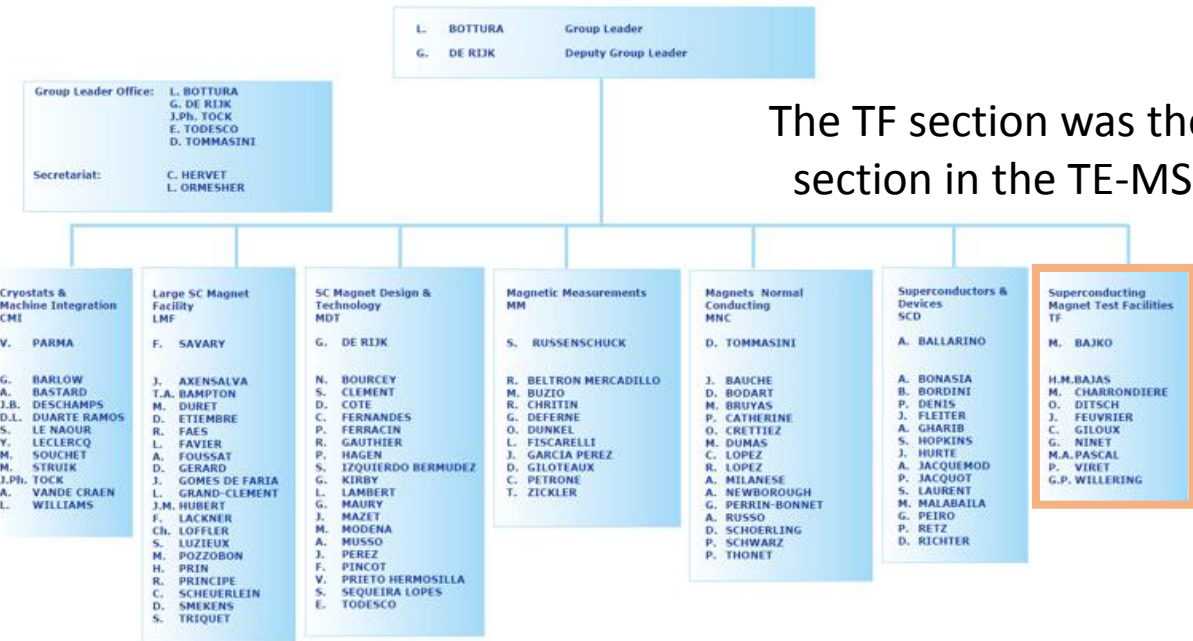 L. BOTTURA Group Leader
G. DE RIJK Deputy Group Leader
Group Leader Office: L. BOTTURA
G. DE RIJK
J.Ph. TOCK
E. TODESCO
D. TOMMASINI
Secretariat: C. HERVET
L. ORMESHER
The TF section was the
section in the TE-MS
Cryostats &
Machine Integration
CMI
V. PARMA
G. BARLOW
A. BASTARD
J.B. DESCHAMPS
D.L. DUARTE RAMOS
S. LE NAOUR
Y. LECLERCQ
M. SOUCHET
M. STRUIK
J.Ph. TOCK
A. VANDE CRAEN
L. WILLIAMS
Large SC Magnet
Facility
LMF
F. SAVARY
J. AXENSALVA
T.A. BAMPTON
M. DURET
D. ETIEMBRE
R. FAES
L. FAVIER
A. FOUSSAT
D. GERARD
J. GOMES DE FARIA
L. GRAND-CLEMENT
J.M. HUBERT
F. LACKNER
Ch. LOFFLER
S. LUZIEUX
M. POZZOBON
H. PRIN
R. PRINCIPE
C. SCHEUERLEIN
D. SMEKENS
S. TRIQUET
SC Magnet Design &
Technology
MDT
G. DE RIJK
N. BOURCEY
S. CLEMENT
D. COTE
C. FERNANDES
P. FERRACIN
R. GAUTHIER
P. HAGEN
S. IZQUIERDO BERMUDEZ
G. KIRBY
L. LAMBERT
G. MAURY
J. MAZET
M. MODENA
A. MUSSO
J. PEREZ
F. PINCOT
V. PRIETO HERMOSILLA
S. SEQUEIRA LOPES
E. TODESCO
Magnetic Measurements
MM
S. RUSSENSCHUCK
R. BELTRON MERCADILLO
M. BUZIO
R. CHRITIN
G. DEFERNE
O. DUNKEL
L. FISCARELLI
J. GARCIA PEREZ
D. GILOTEAUX
C. PETRONE
T. ZICKLER
Magnets Normal
Conducting
MNC
D. TOMMASINI
J. BAUCHE
D. BODART
M. BRUYAS
P. CATHERINE
O. CRETTIEZ
M. DUMAS
C. LOPEZ
R. LOPEZ
A. MILANESE
A. NEWBOROUGH
G. PERRIN-BONNET
A. RUSSO
D. SCHOERLING
P. SCHWARZ
P. THONET
Superconductors &
Devices
SCD
A. BALLARINO
A. BONASIA
B. BORDINI
P. DENIS
J. FLEITER
A. GHARIB
S. HOPKINS
J. HURTE
A. JACQUEMOD
P. JACQUOT
S. LAURENT
M. MALABAILA
G. PEIRO
P. RETZ
D. RICHTER
Superconducting
Magnet Test Facilities
TF
M. BAJKO
H.M.BAJAS
M. CHARRONDIERE
O. DITSCH
J. FEUVRIER
C. GILOUX
G. NINET
M.A.PASCAL
P. VIRET
G.P. WILLERING